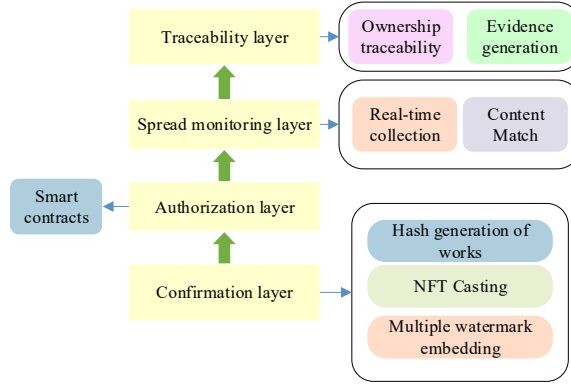 Traceability layer
Ownership
traceability
Evidence
generation
Spread monitoring layer
Real-time
collection
Content
Match
Smart
contracts
Authorization layer
Confirmation layer
Hash generation of
works
NFT Casting
Multiple watermark
embedding